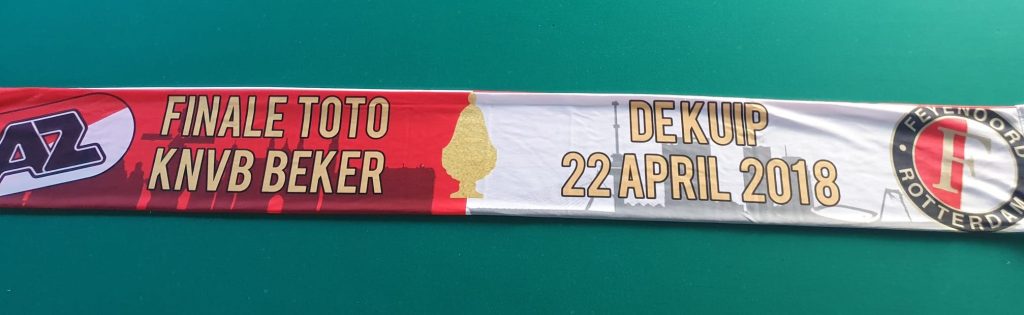 AZ
FINALE TOTO
KNVB BEKER
DE KUIP
22 APRIL 2018
FEYENOORD
F
ROTTERDAM